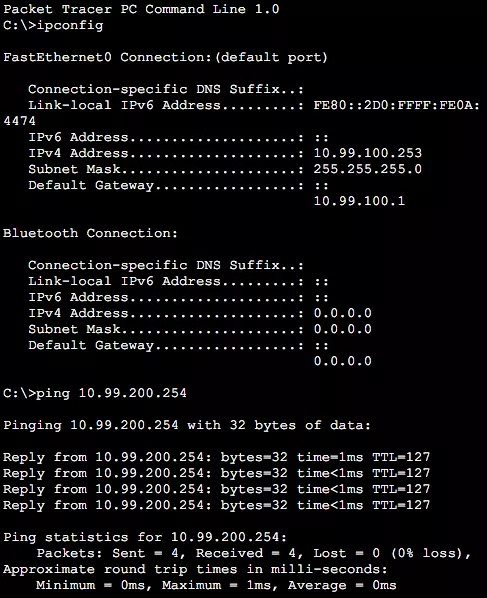 Packet Tracer PC Command Line 1.0
C:\>ipconfig
FastEthernet0 Connection:(default port)
Connection-specific DNS Suffix..:
Link-local IPv6 Address.........: FE80::2D0:FFFF:FE0A:
4474
IPv6 Address....................: ::
IPv4 Address....................: 10.99.100.253
Subnet Mask.....................: 255.255.255.0
Default Gateway.................: ::
10.99.100.1
Bluetooth Connection:
Connection-specific DNS Suffix..:
Link-local IPv6 Address.........: ::
IPv6 Address....................: ::
IPv4 Address....................: 0.0.0.0
Subnet Mask.....................: 0.0.0.0
Default Gateway.................: ::
0.0.0.0
C:\>ping 10.99.200.254
Pinging 10.99.200.254 with 32 bytes of data:
Reply from 10.99.200.254: bytes=32 time=1ms TTL=127
Reply from 10.99.200.254: bytes=32 time<1ms TTL=127
Reply from 10.99.200.254: bytes=32 time<1ms TTL=127
Reply from 10.99.200.254: bytes=32 time<1ms TTL=127
Ping statistics for 10.99.200.254:
Packets: Sent = 4, Received = 4, Lost = 0 (0% loss),
Approximate round trip times in milli-seconds:
Minimum = 0ms, Maximum = 1ms, Average = 0ms